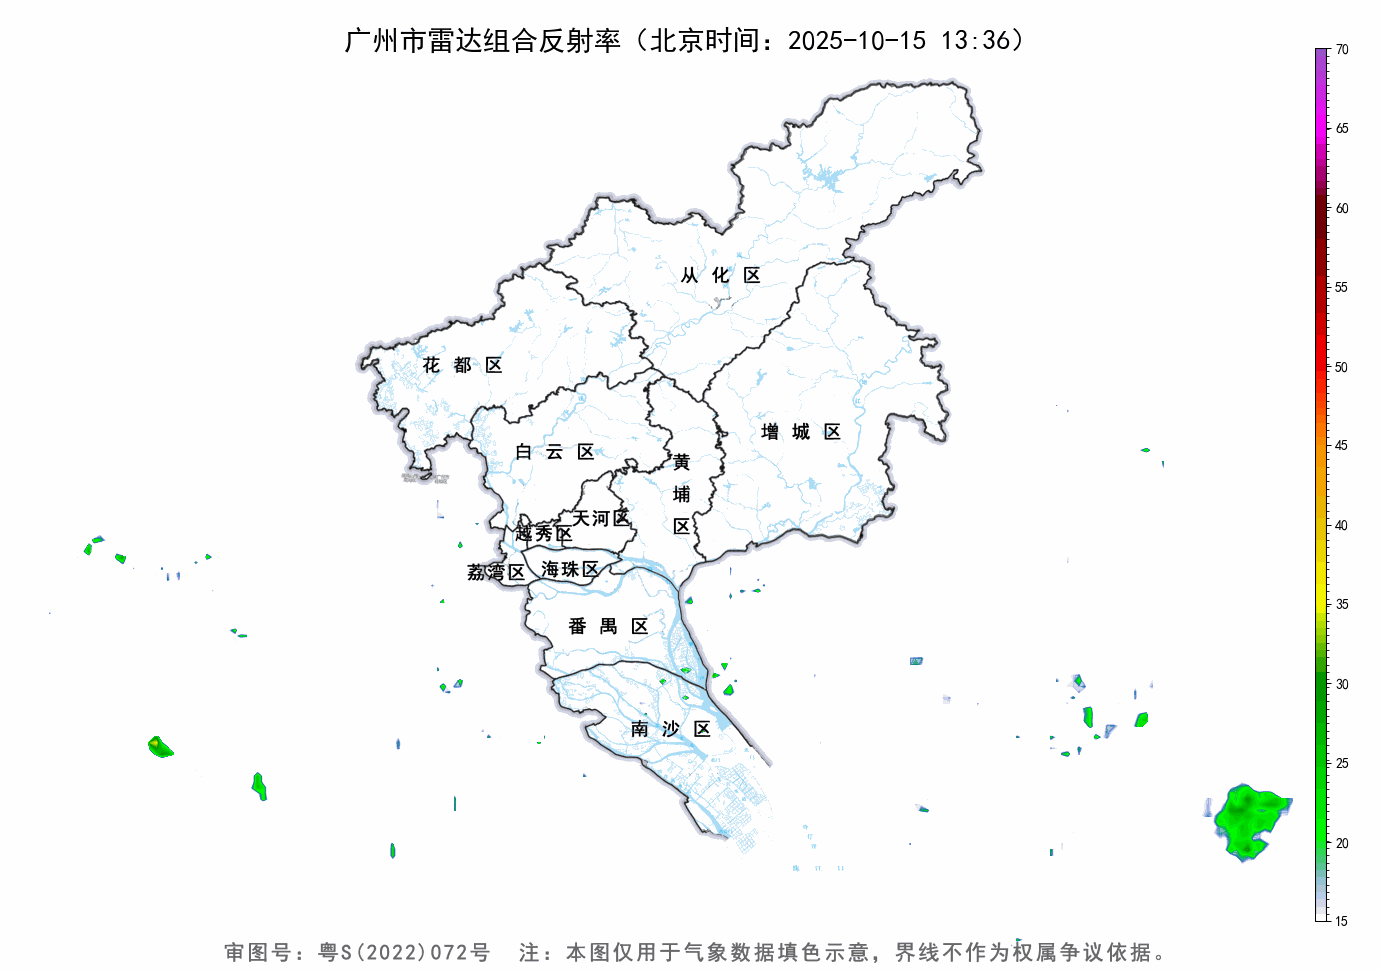 广州市雷达组合反射率（北京时间：2025-10-15 13:36）
70
65
60
55
50
45
40
35
30
25
20
15
从化区
花都区
增城区
白云区
黄埔区
天河区
越秀区
海珠区
荔湾区
番禺区
南沙区
审图号：粤S(2022)072号 注：本图仅用于气象数据填色示意，界线不作为权属争议依据。